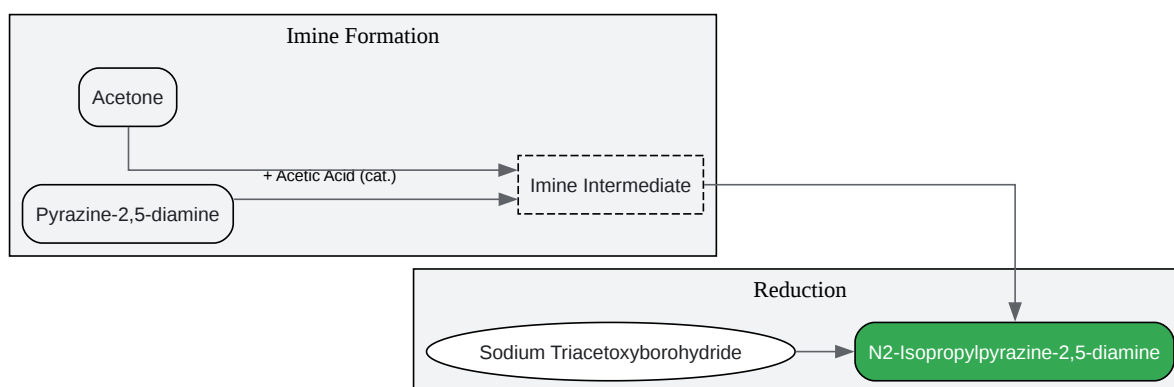 Imine Formation
Acetone
+ Acetic Acid (cat.)
Imine Intermediate
Pyrazine-2,5-diamine
Reduction
Sodium Triacetoxyborohydride
N2-Isopropylpyrazine-2,5-diamine